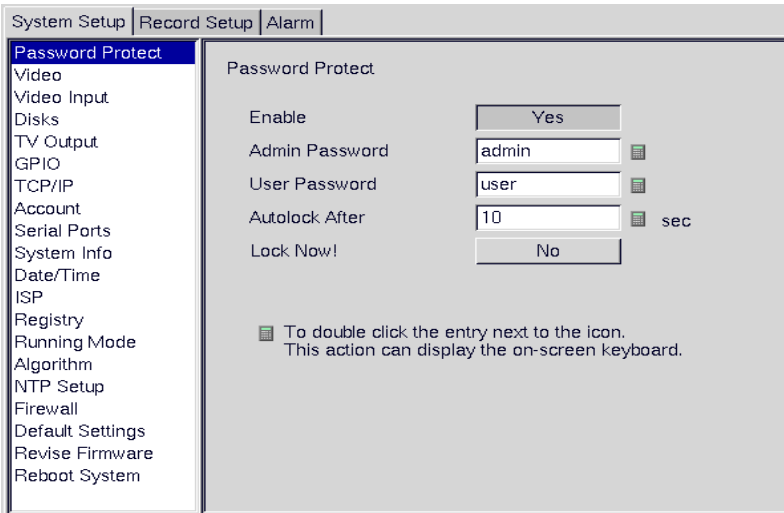 System Setup Record Setup Alarm
Password Protect
Video
Video Input
Disks
TV Output
GPIO
TCP/IP
Account
Serial Ports
System Info
Date/Time
ISP
Registry
Running Mode
Algorithm
NTP Setup
Firewall
Default Settings
Revise Firmware
Reboot System
Password Protect
Enable Yes
Admin Password admin
User Password user
Autolock After 10 sec
Lock Now! No
To double click the entry next to the icon.
This action can display the on-screen keyboard.